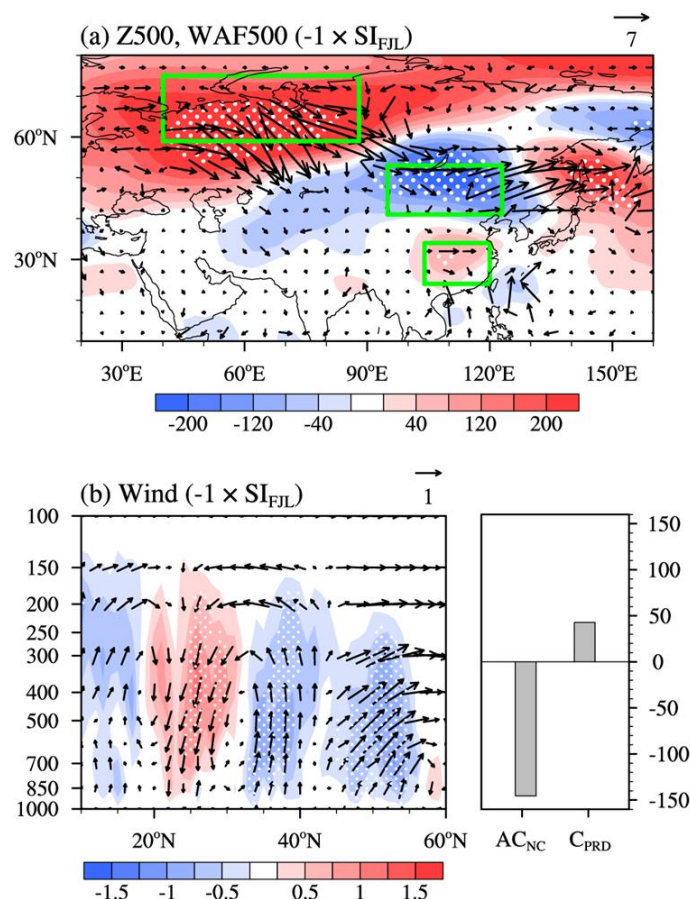 (a) Z500, WAF500 (-1 × SI_FJL)
7
60°N
30°N
30°E 60°E 90°E 120°E 150°E
-200 -120 -40 40 120 200
(b) Wind (-1 × SI_FJL)
1
100
150
200
250
300
400
500
700
850
1000
20°N 40°N 60°N
-1.5 -1 -0.5 0.5 1 1.5
150
100
50
0
-50
-100
-150
AC_NC C_PRD